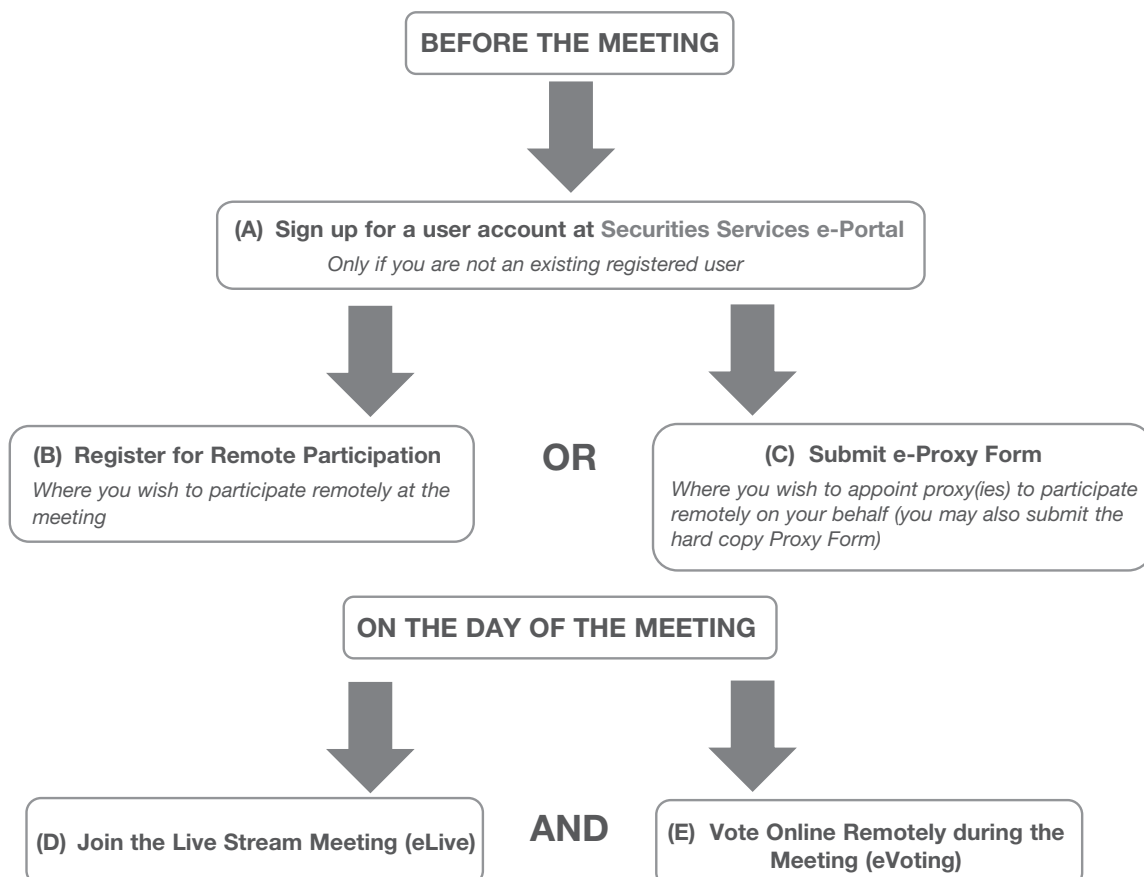 BEFORE THE MEETING
(A) Sign up for a user account at Securities Services e-Portal
Only if you are not an existing registered user
(B) Register for Remote Participation
Where you wish to participate remotely at the
meeting
OR
(C) Submit e-Proxy Form
Where you wish to appoint proxy(ies) to participate
remotely on your behalf (you may also submit the
hard copy Proxy Form)
ON THE DAY OF THE MEETING
(D) Join the Live Stream Meeting (eLive)
AND
(E) Vote Online Remotely during the
Meeting (eVoting)